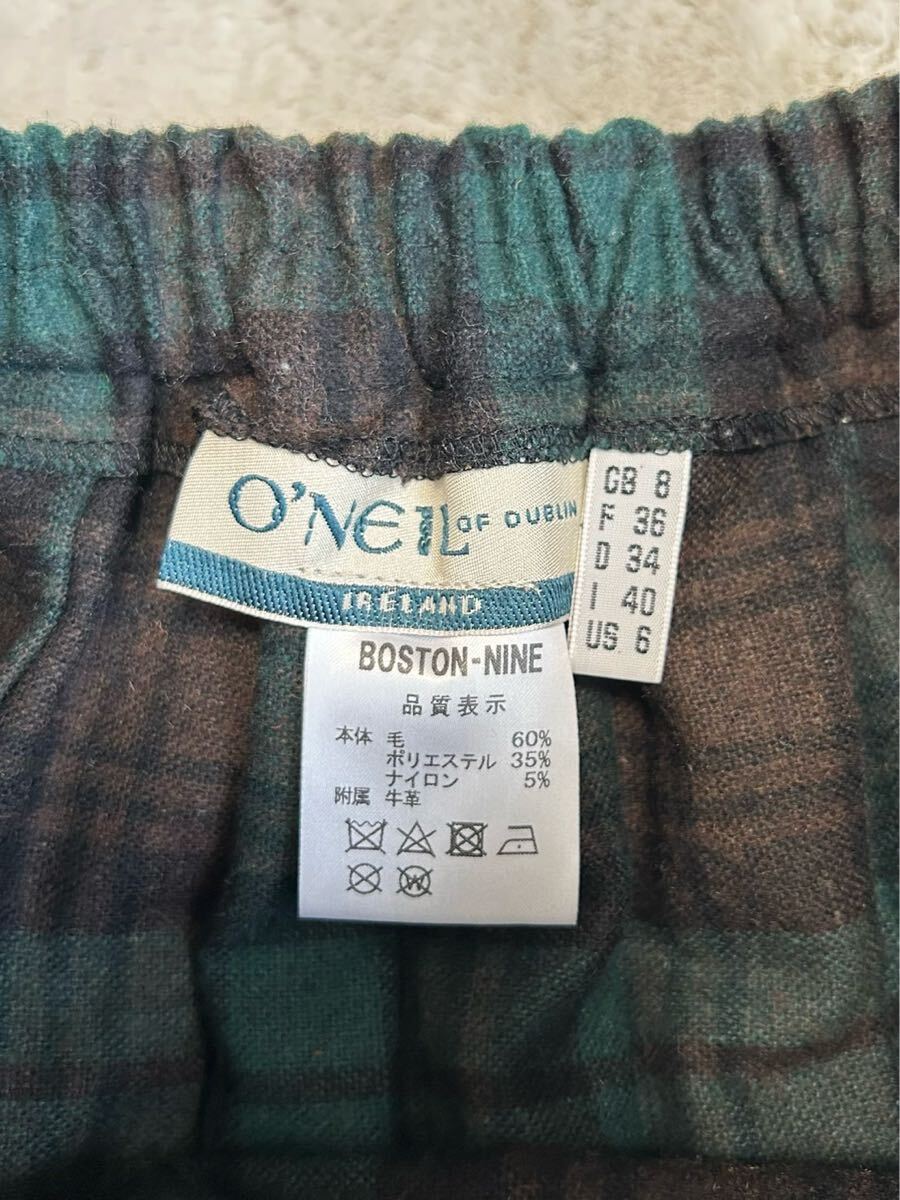 O'NEIL OF DUBLIN
IRELAND
GB 8
F 36
D 34
I 40
US 6
BOSTON-NINE
品質表示
本体 毛 60%
ポリエステル 35%
ナイロン 5%
附属 牛革
W